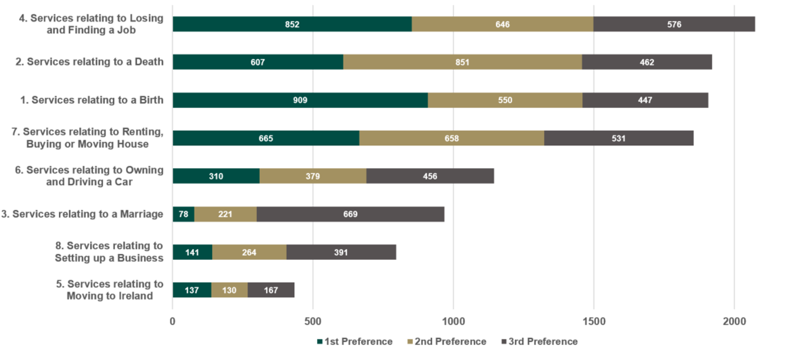 4. Services relating to Losing
and Finding a Job
852 646 576
2. Services relating to a Death
607 851 462
1. Services relating to a Birth
909 550 447
7. Services relating to Renting,
Buying or Moving House
665 658 531
6. Services relating to Owning
and Driving a Car
310 379 456
3. Services relating to a Marriage
78 221 669
8. Services relating to
Setting up a Business
141 264 391
5. Services relating to
Moving to Ireland
137 130 167
0 500 1000 1500 2000
1st Preference 2nd Preference 3rd Preference